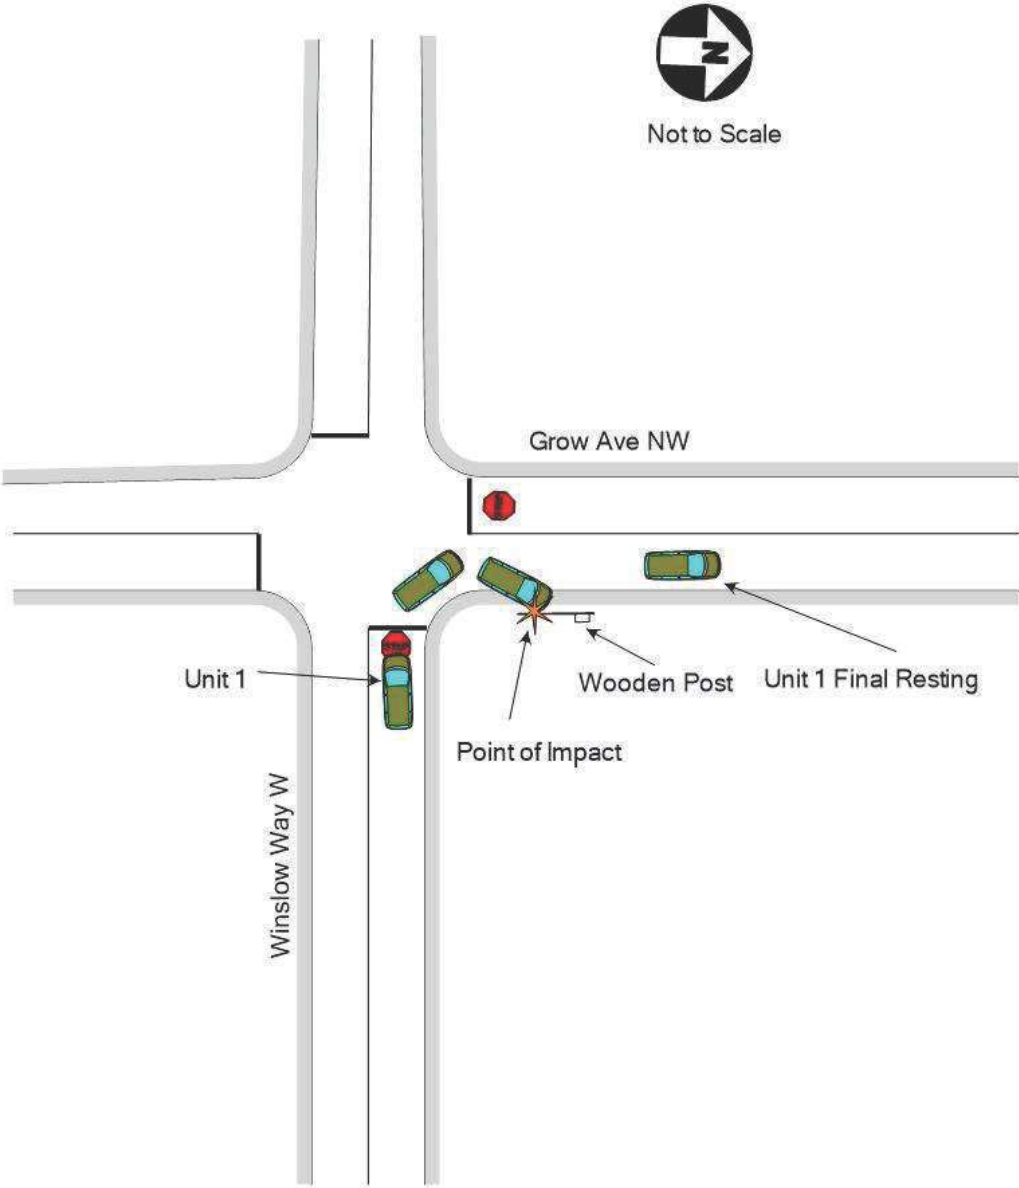 N
Not to Scale
Grow Ave NW
Unit 1
STOP
Wooden Post
Unit 1 Final Resting
Point of Impact
Winslow Way W